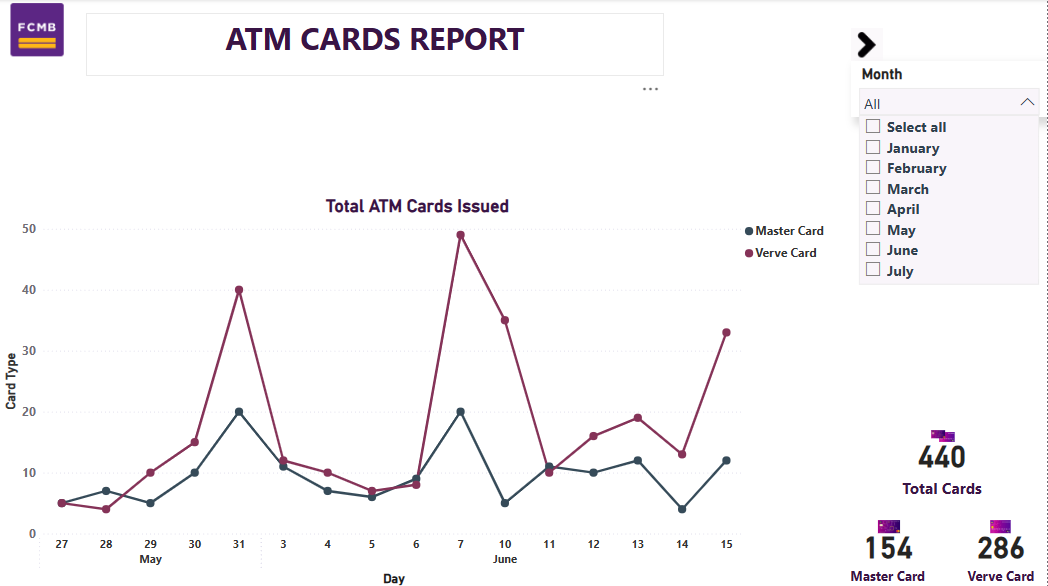 FCMB
ATM CARDS REPORT
...
Month
All
Select all
January
February
March
April
May
June
July
Total ATM Cards Issued
Master Card
Verve Card
50
40
30
20
10
0
Card Type
27 28 29 30 31 3 4 5 6 7 10 11 12 13 14 15
May June
Day
440
Total Cards
154 286
Master Card Verve Card